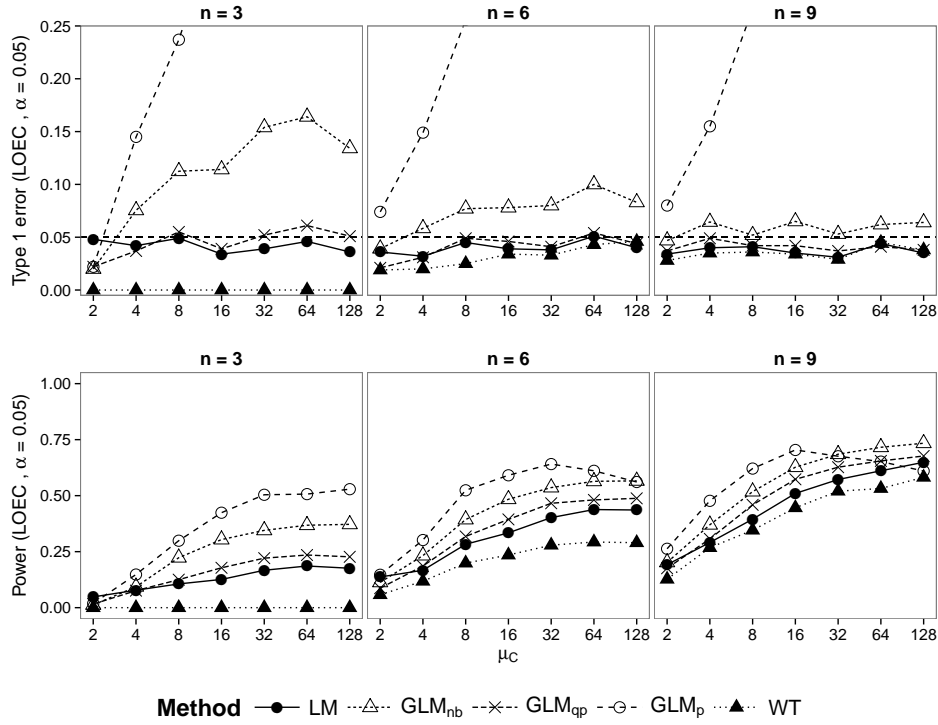 n = 3
n = 6
n = 9
Type 1 error (LOEC , α = 0.05)
0.25
0.20
0.15
0.10
0.05
0.00
2 4 8 16 32 64 128
2 4 8 16 32 64 128
2 4 8 16 32 64 128
n = 3
n = 6
n = 9
Power (LOEC , α = 0.05)
1.00
0.75
0.50
0.25
0.00
2 4 8 16 32 64 128
2 4 8 16 32 64 128
2 4 8 16 32 64 128
μC
Method LM GLMnb GLMqp GLMp WT